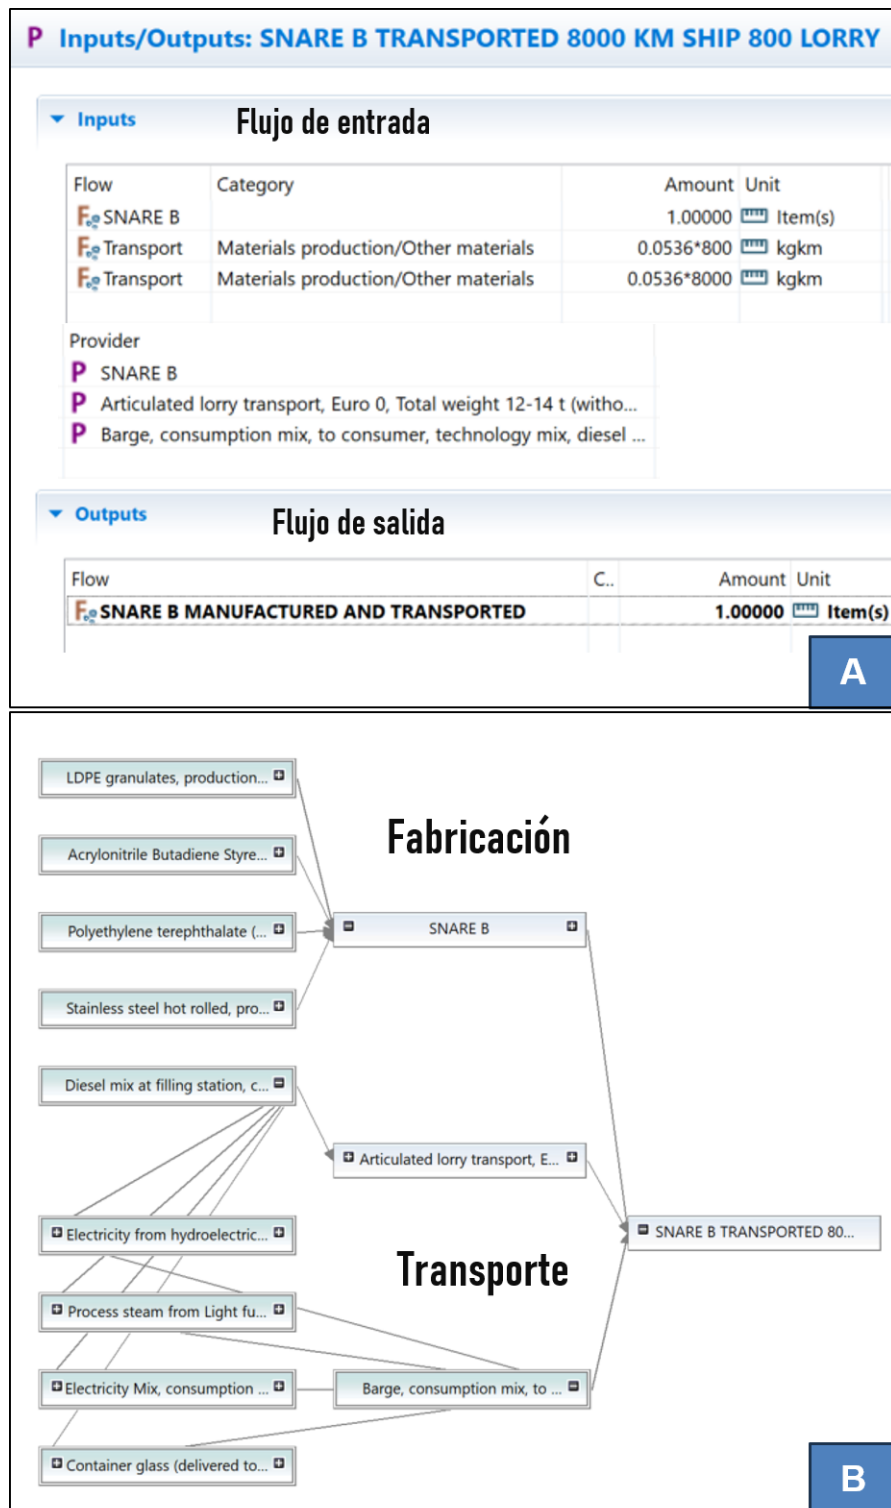 P Inputs/Outputs: SNARE B TRANSPORTED 8000 KM SHIP 800 LORRY
Inputs Flujo de entrada
Flow Category Amount Unit
SNARE B 1.00000 Item(s)
Transport Materials production/Other materials 0.0536*800 kgkm
Transport Materials production/Other materials 0.0536*8000 kgkm
Provider
P SNARE B
P Articulated lorry transport, Euro 0, Total weight 12-14 t (witho...
P Barge, consumption mix, to consumer, technology mix, diesel ...
Outputs Flujo de salida
Flow C.. Amount Unit
SNARE B MANUFACTURED AND TRANSPORTED 1.00000 Item(s)
A
LDPE granulates, production...
Fabricación
Acrylonitrile Butadiene Styre...
Polyethylene terephthalate (...
SNARE B
Stainless steel hot rolled, pro...
Diesel mix at filling station, c...
Articulated lorry transport, E...
Electricity from hydroelectric...
SNARE B TRANSPORTED 80...
Transporte
Process steam from Light fu...
Electricity Mix, consumption ...
Barge, consumption mix, to ...
Container glass (delivered to...
B